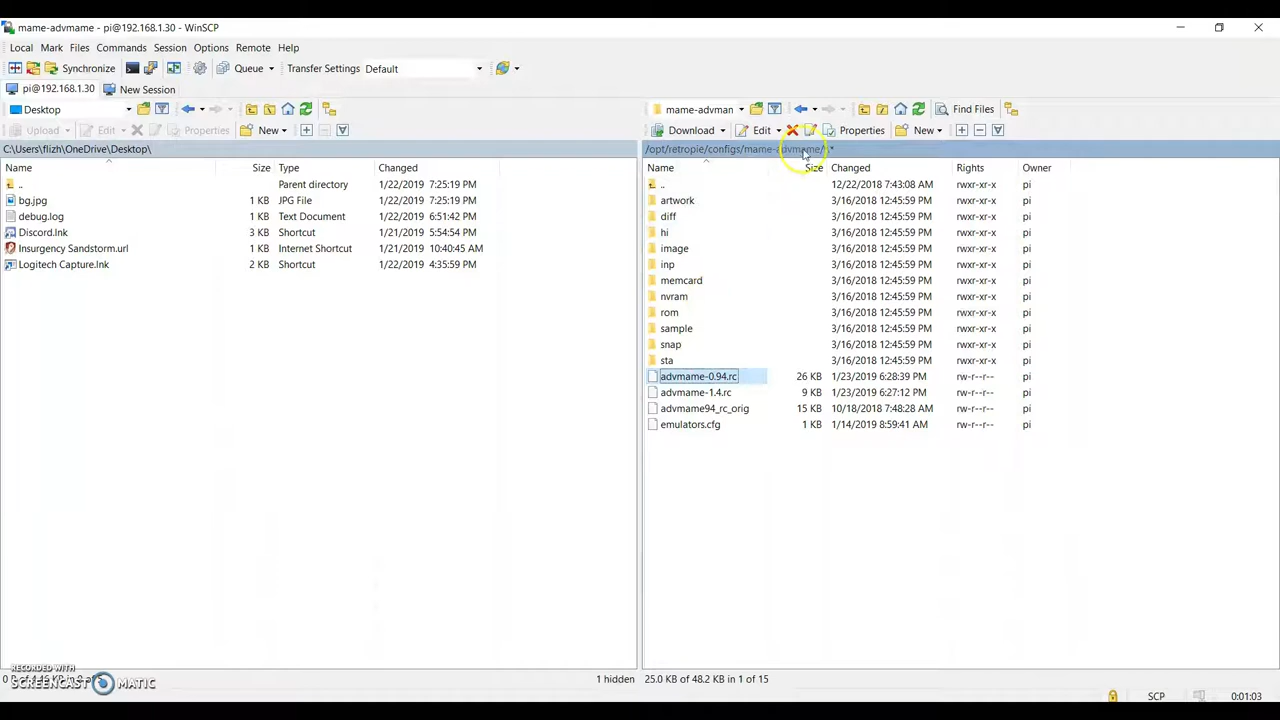 mame-advmame - pi@192.168.1.30 - WinSCP
Local Mark Files Commands Session Options Remote Help
Synchronize Queue Transfer Settings Default
pi@192.168.1.30 New Session
Desktop
Upload Edit Properties New
C:\Users\flizh\OneDrive\Desktop\
Name Size Type Changed
.. Parent directory 1/22/2019 7:25:19 PM
bg.jpg 1 KB JPG File 1/22/2019 7:25:19 PM
debug.log 1 KB Text Document 1/22/2019 6:51:42 PM
Discord.lnk 3 KB Shortcut 1/21/2019 5:54:54 PM
Insurgency Sandstorm.url 1 KB Internet Shortcut 1/21/2019 10:40:45 AM
Logitech Capture.lnk 2 KB Shortcut 1/22/2019 4:35:59 PM
mame-advman Find Files
Download Edit Properties New
/opt/retropie/configs/mame-advmame/
Name Size Changed Rights Owner
.. 12/22/2018 7:43:08 AM rwxr-xr-x pi
artwork 3/16/2018 12:45:59 PM rwxr-xr-x pi
diff 3/16/2018 12:45:59 PM rwxr-xr-x pi
hi 3/16/2018 12:45:59 PM rwxr-xr-x pi
image 3/16/2018 12:45:59 PM rwxr-xr-x pi
inp 3/16/2018 12:45:59 PM rwxr-xr-x pi
memcard 3/16/2018 12:45:59 PM rwxr-xr-x pi
nvram 3/16/2018 12:45:59 PM rwxr-xr-x pi
rom 3/16/2018 12:45:59 PM rwxr-xr-x pi
sample 3/16/2018 12:45:59 PM rwxr-xr-x pi
snap 3/16/2018 12:45:59 PM rwxr-xr-x pi
sta 3/16/2018 12:45:59 PM rwxr-xr-x pi
advmame-0.94.rc 26 KB 1/23/2019 6:28:39 PM rw-r--r-- pi
advmame-1.4.rc 9 KB 1/23/2019 6:27:12 PM rw-r--r-- pi
advmame94_rc_orig 15 KB 10/18/2018 7:48:28 AM rw-r--r-- pi
emulators.cfg 1 KB 1/14/2019 8:59:41 AM rw-r--r-- pi
RECORDED WITH
SCREENCAST MATIC
1 hidden
25.0 KB of 48.2 KB in 1 of 15
SCP 0:01:03